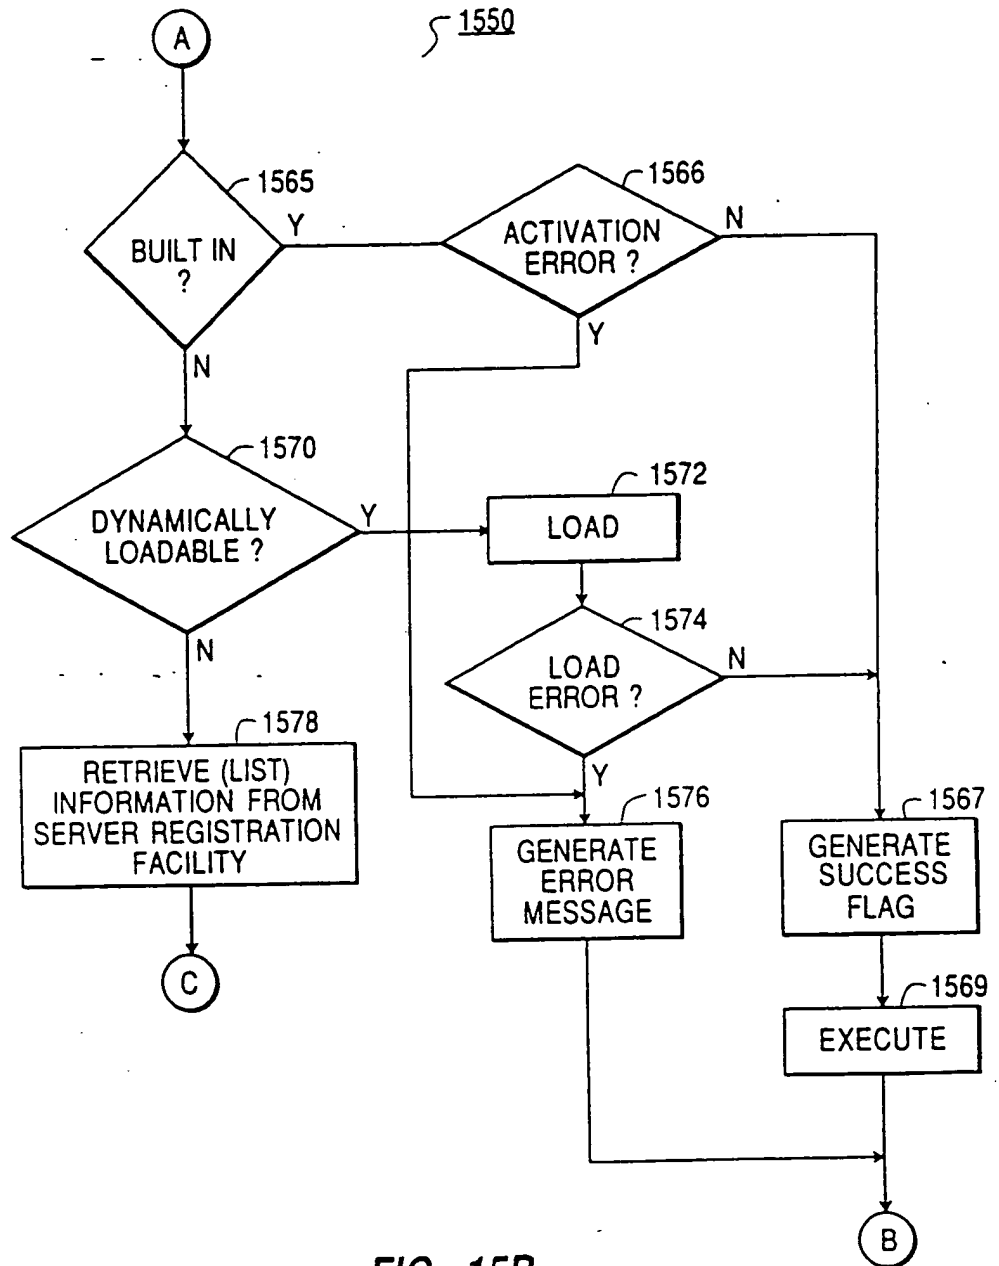 A
1550
1565
BUILT IN
?
Y
N
1566
ACTIVATION
ERROR ?
N
Y
1570
DYNAMICALLY
LOADABLE ?
Y
N
1572
LOAD
1574
LOAD
ERROR ?
N
Y
1578
RETRIEVE (LIST)
INFORMATION FROM
SERVER REGISTRATION
FACILITY
C
1576
GENERATE
ERROR
MESSAGE
1567
GENERATE
SUCCESS
FLAG
1569
EXECUTE
B